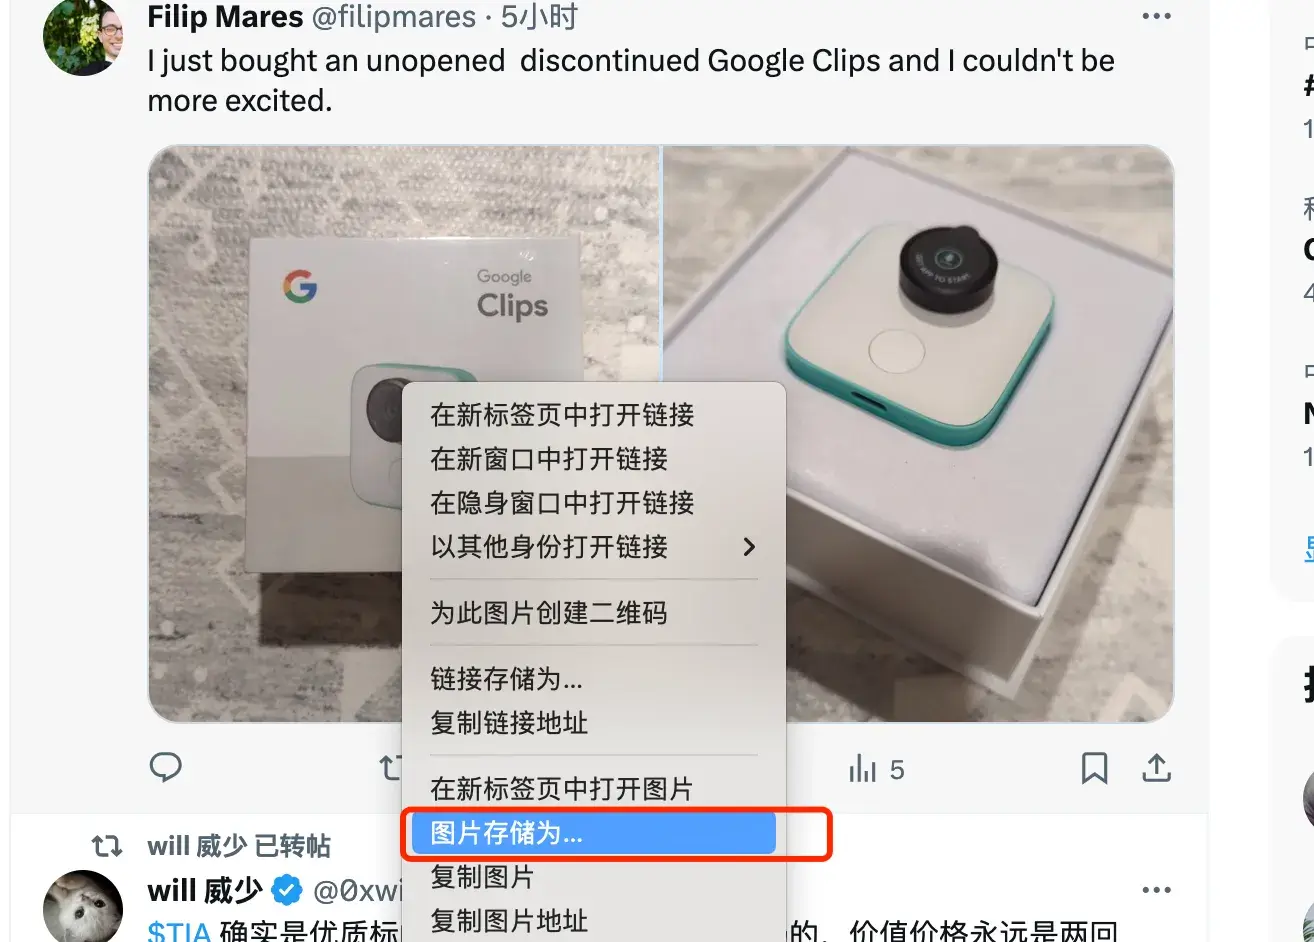 Filip Mares @filipmares · 5小时
I just bought an unopened discontinued Google Clips and I couldn't be
more excited.
Google
Clips
在新标签页中打开链接
在新窗口中打开链接
在隐身窗口中打开链接
以其他身份打开链接
为此图片创建二维码
链接存储为...
复制链接地址
5
在新标签页中打开图片
图片存储为...
复制图片
复制图片地址
will 威少 已转帖
will 威少 @0xwi
$TIA 确实是优质标
的，价值价格永远是两回